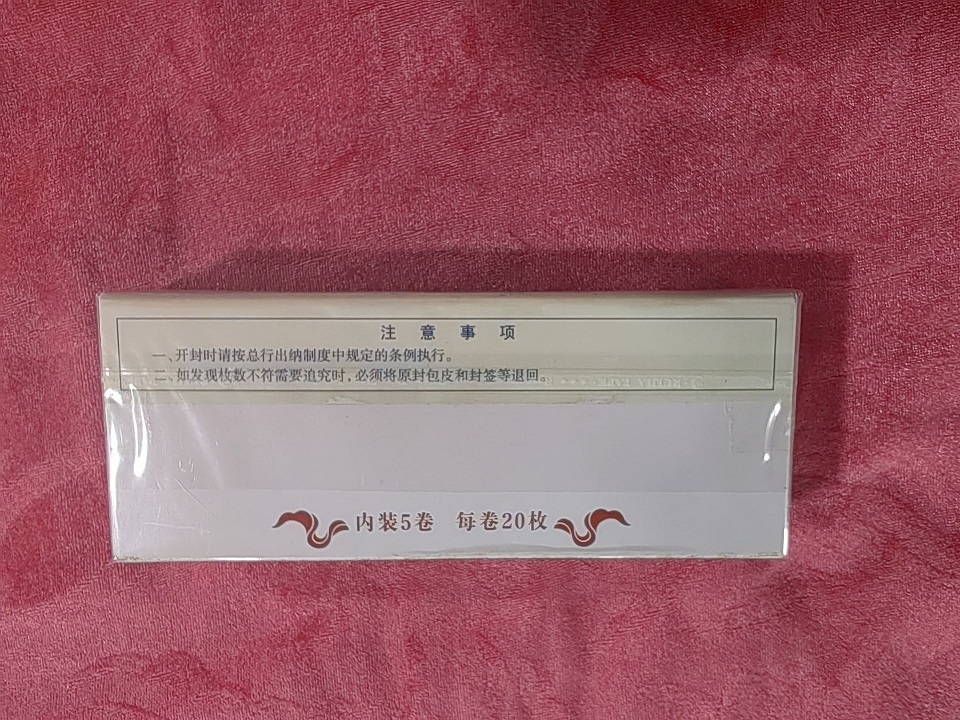 注意事项
一、开封时请按总行出纳制度中规定的条例执行。
二、如发现枚数不符需要追究时,必须将原封包皮和封签等退回。
内装5卷 每卷20枚